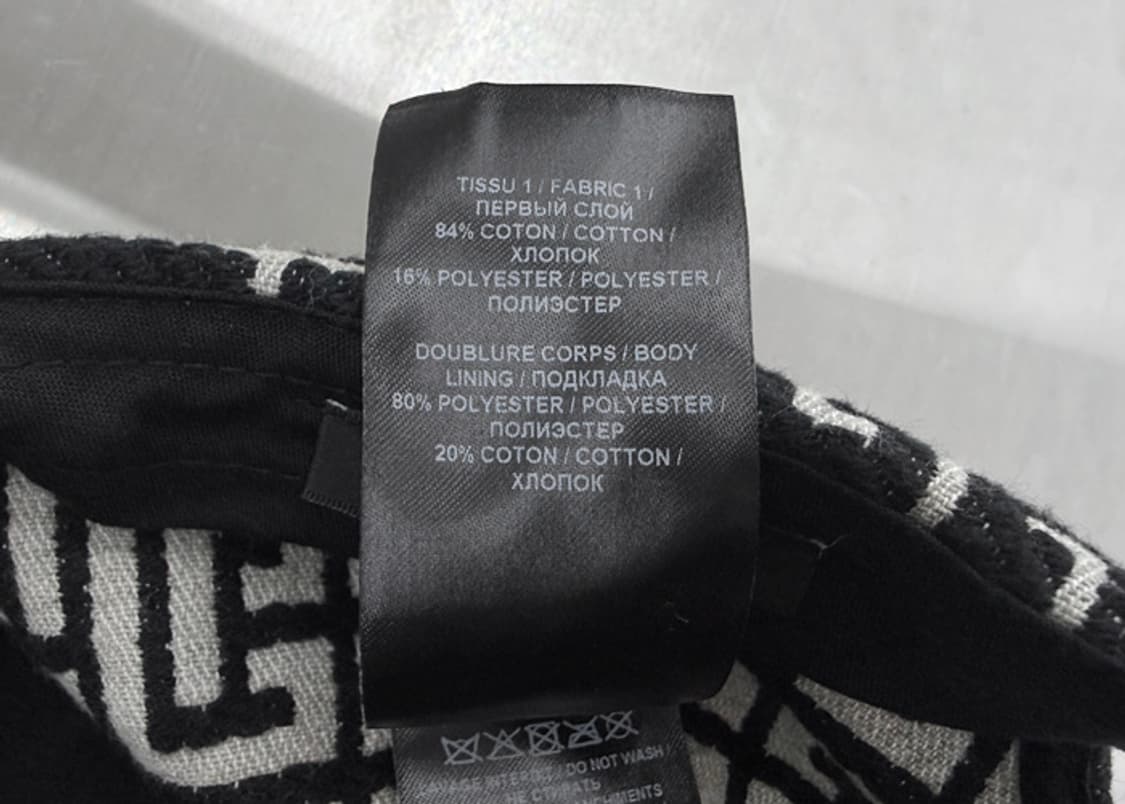 TISSU 1 / FABRIC 1 /
ПЕРВЫЙ СЛОЙ
84% COTON / COTTON /
ХЛОПОК
16% POLYESTER / POLYESTER /
ПОЛИЭСТЕР
DOUBLURE CORPS / BODY
LINING / ПОДКЛАДКА
80% POLYESTER / POLYESTER /
ПОЛИЭСТЕР
20% COTON / COTTON /
ХЛОПОК
DO NOT WASH /
СТИРАТЬ